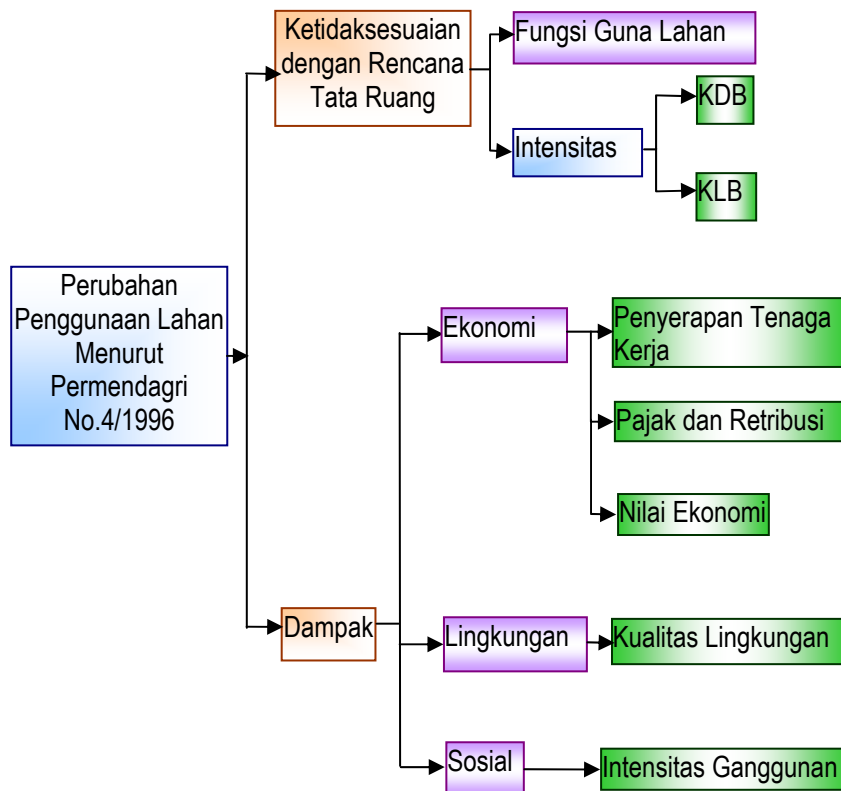 Ketidaksesuaian
dengan Rencana
Tata Ruang
Fungsi Guna Lahan
KDB
Intensitas
KLB
Perubahan
Penggunaan Lahan
Menurut
Permendagri
No.4/1996
Ekonomi
Penyerapan Tenaga
Kerja
Pajak dan Retribusi
Nilai Ekonomi
Dampak
Lingkungan
Kualitas Lingkungan
Sosial
Intensitas Ganggunan